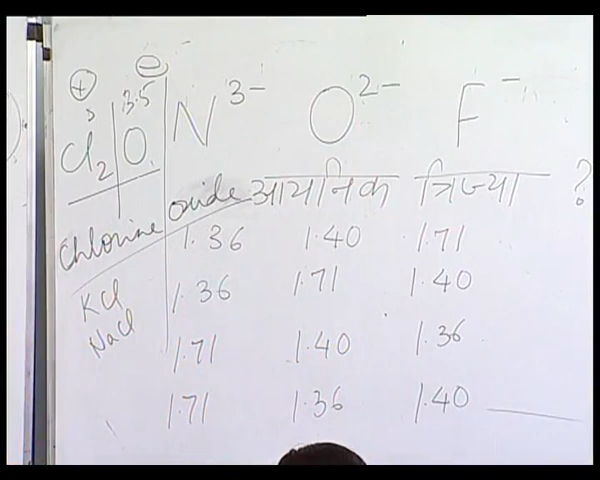 ⊕ ⊖
3 3.5
Cl₂ | O
Chlorine oxide
KCl
NaCl
N³⁻ O²⁻ F⁻
आयनिक त्रिज्या ?
1.36 1.40 1.71
1.36 1.71 1.40
1.71 1.40 1.36
1.71 1.36 1.40